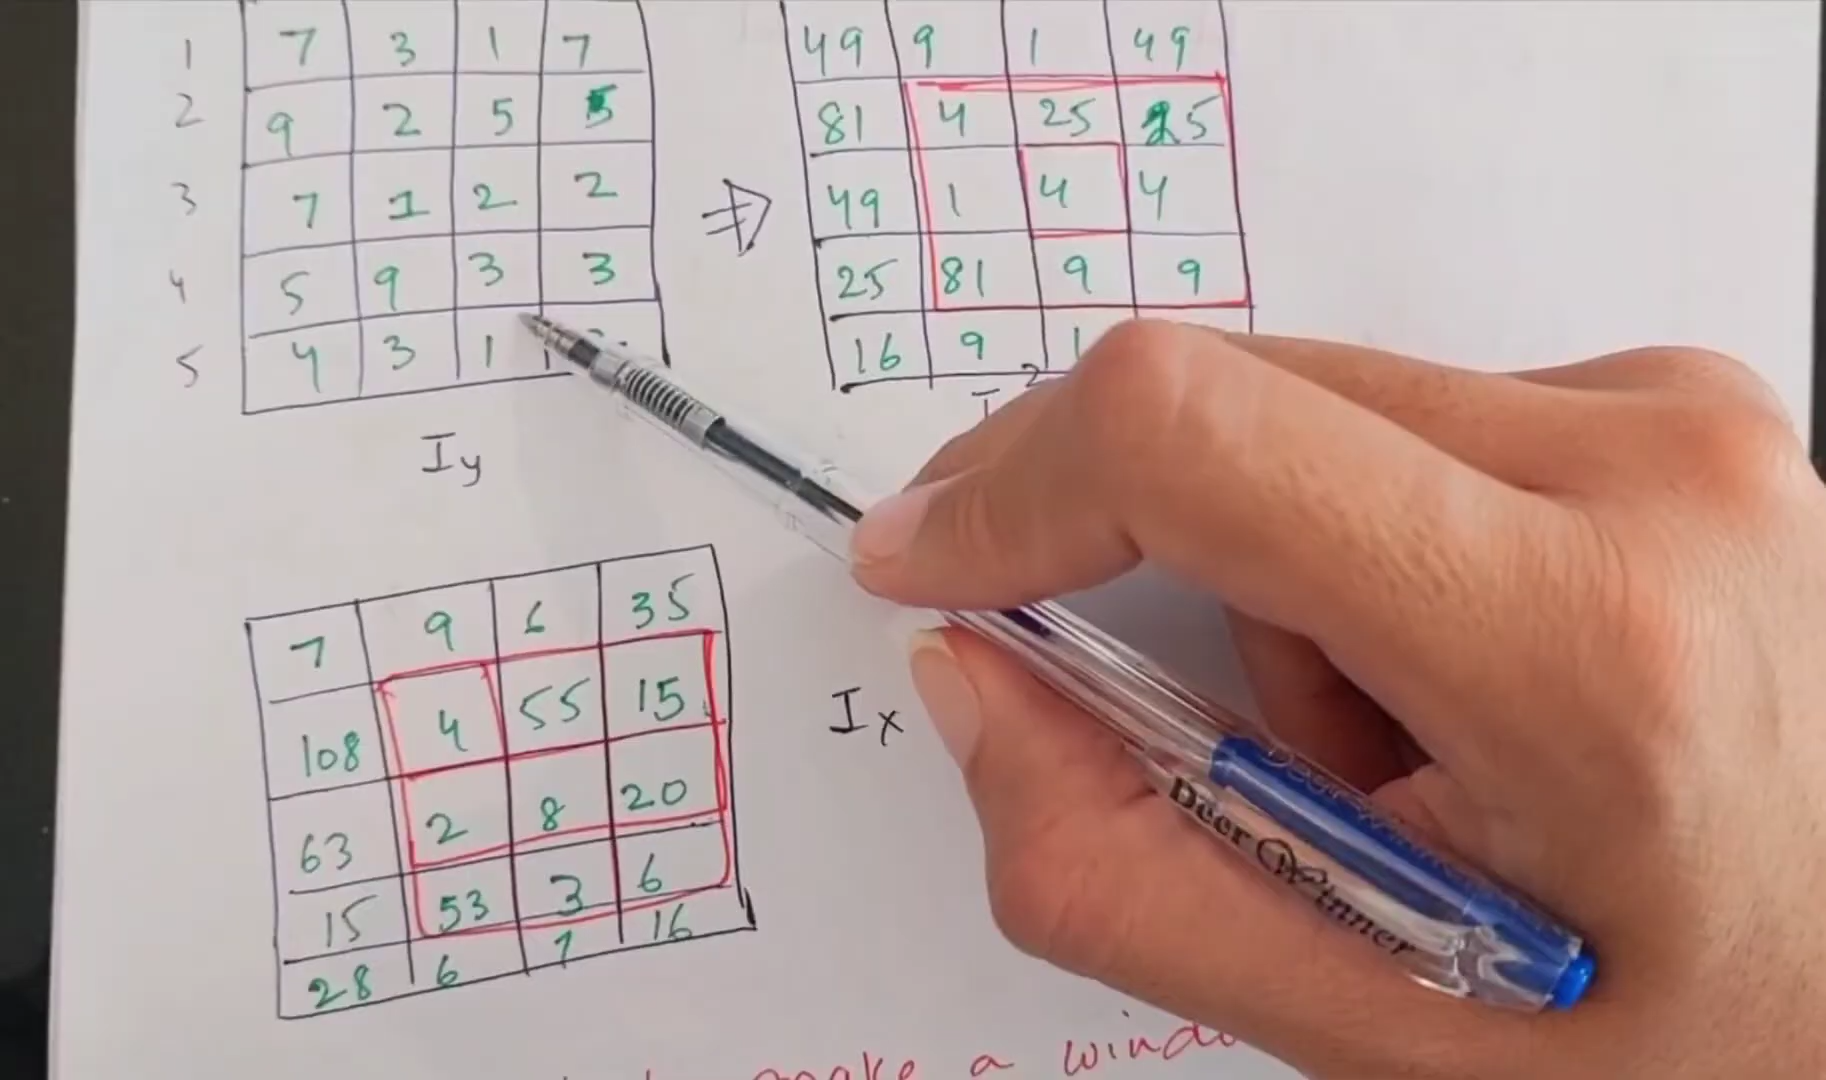 1 7 3 1 7
2 9 2 5 5
3 7 1 2 2
4 5 9 3 3
5 4 3 1
Iy
49 9 1 49
81 4 25 25
49 1 4 4
25 81 9 9
16 9 1
7 9 6 35
108 4 55 15
63 2 8 20
15 53 3 6
28 6 1 16
Ix
Deer Winner
make a